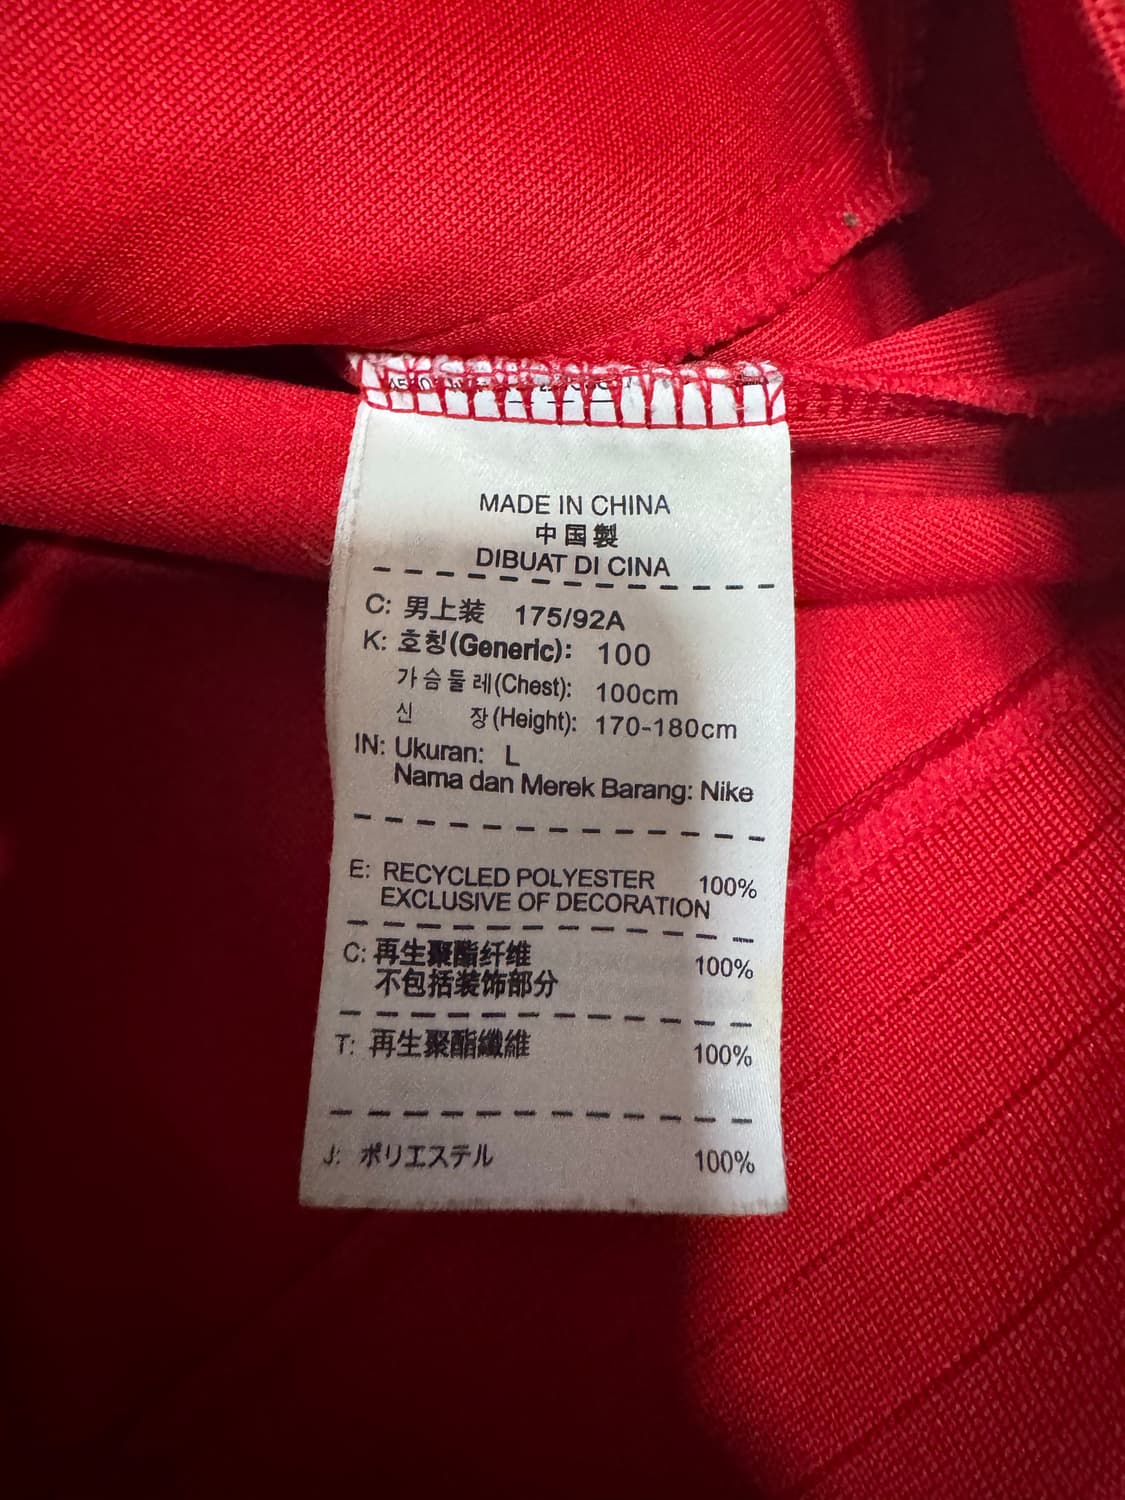 MADE IN CHINA
中国製
DIBUAT DI CINA
C: 男上装 175/92A
K: 호칭(Generic): 100
가슴둘레(Chest): 100cm
신 장(Height): 170-180cm
IN: Ukuran: L
Nama dan Merek Barang: Nike
E: RECYCLED POLYESTER 100%
EXCLUSIVE OF DECORATION
C: 再生聚酯纤维 100%
不包括装饰部分
T: 再生聚酯纖維 100%
J: ポリエステル 100%